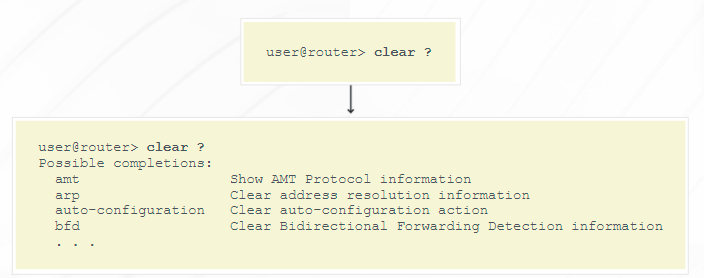 user@router> clear ?
user@router> clear ?
Possible completions:
amt Show AMT Protocol information
arp Clear address resolution information
auto-configuration Clear auto-configuration action
bfd Clear Bidirectional Forwarding Detection information
. . .